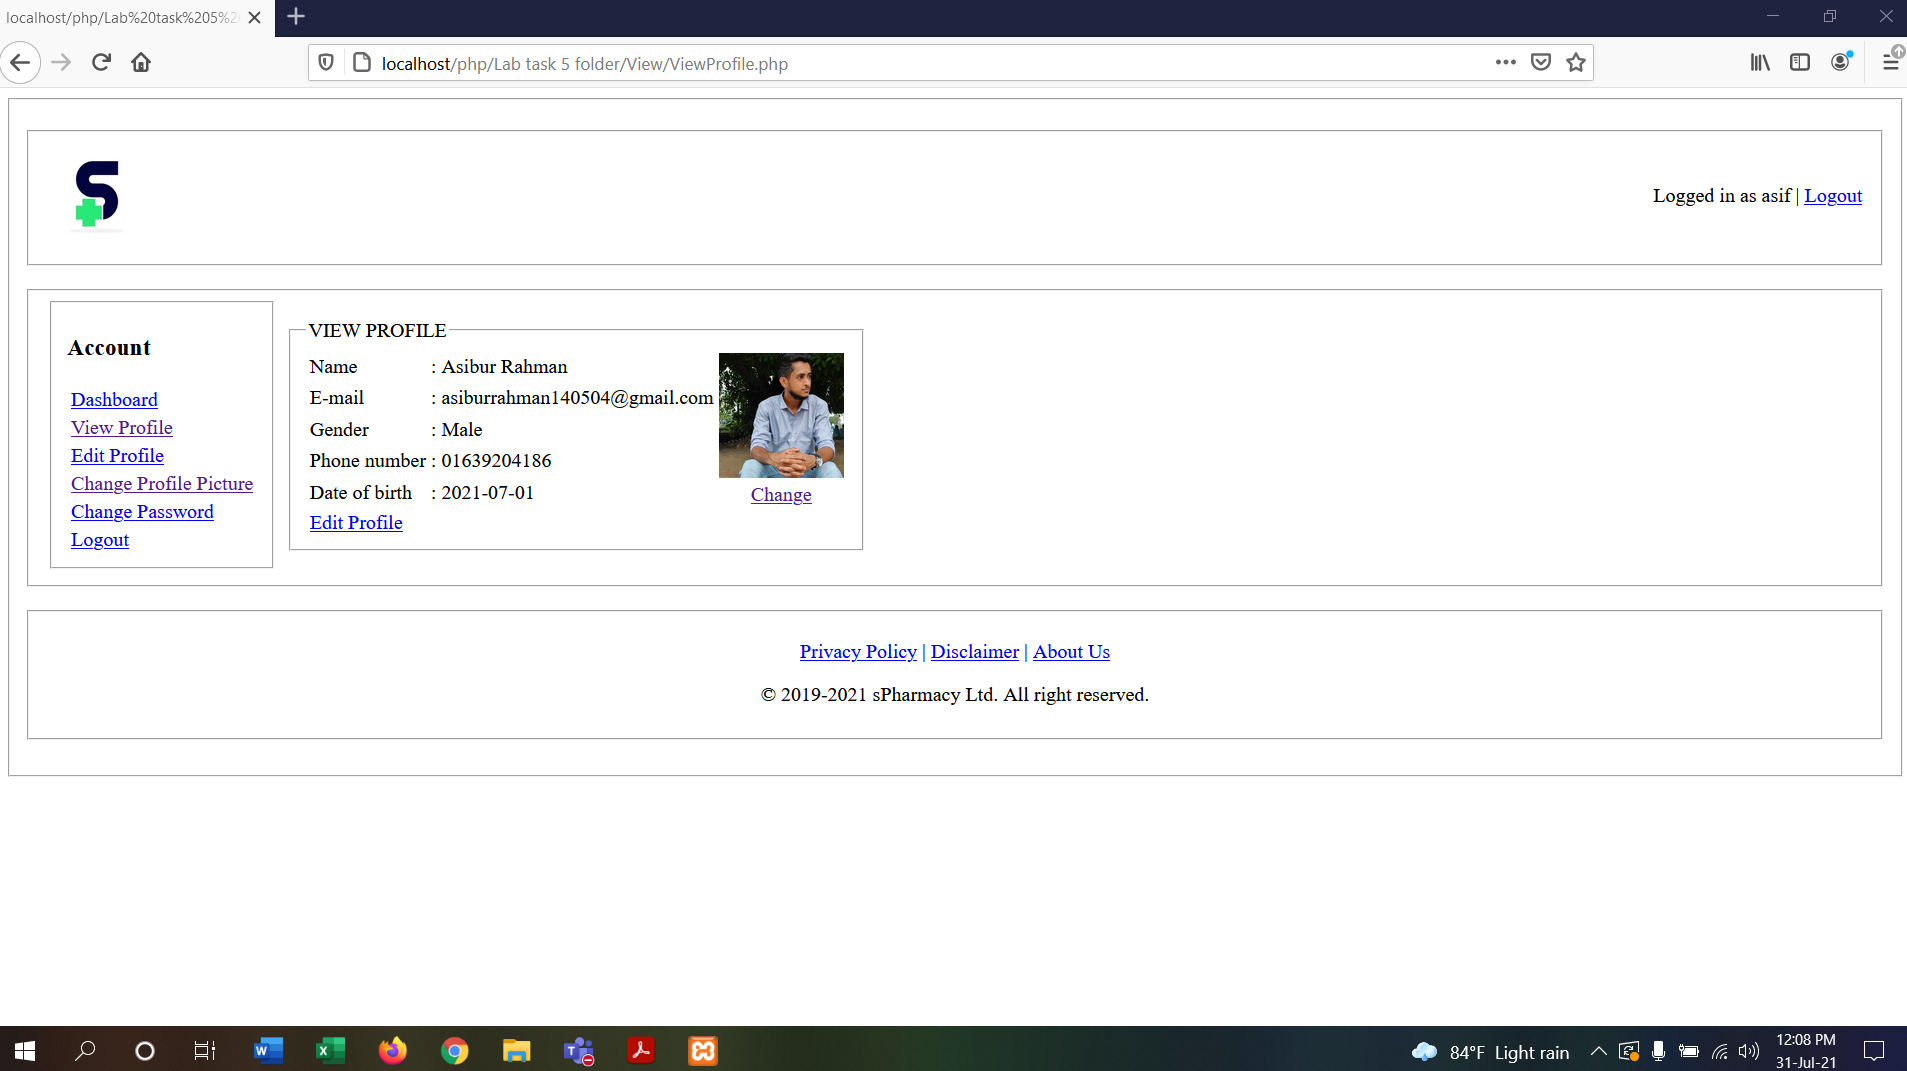 localhost/php/Lab%20task%205%2
localhost/php/Lab task 5 folder/View/ViewProfile.php
Logged in as asif | Logout
Account
Dashboard
View Profile
Edit Profile
Change Profile Picture
Change Password
Logout
VIEW PROFILE
Name : Asibur Rahman
E-mail : asiburrahman140504@gmail.com
Gender : Male
Phone number : 01639204186
Date of birth : 2021-07-01
Edit Profile
Change
Privacy Policy | Disclaimer | About Us
© 2019-2021 sPharmacy Ltd. All right reserved.
84°F Light rain
12:08 PM
31-Jul-21